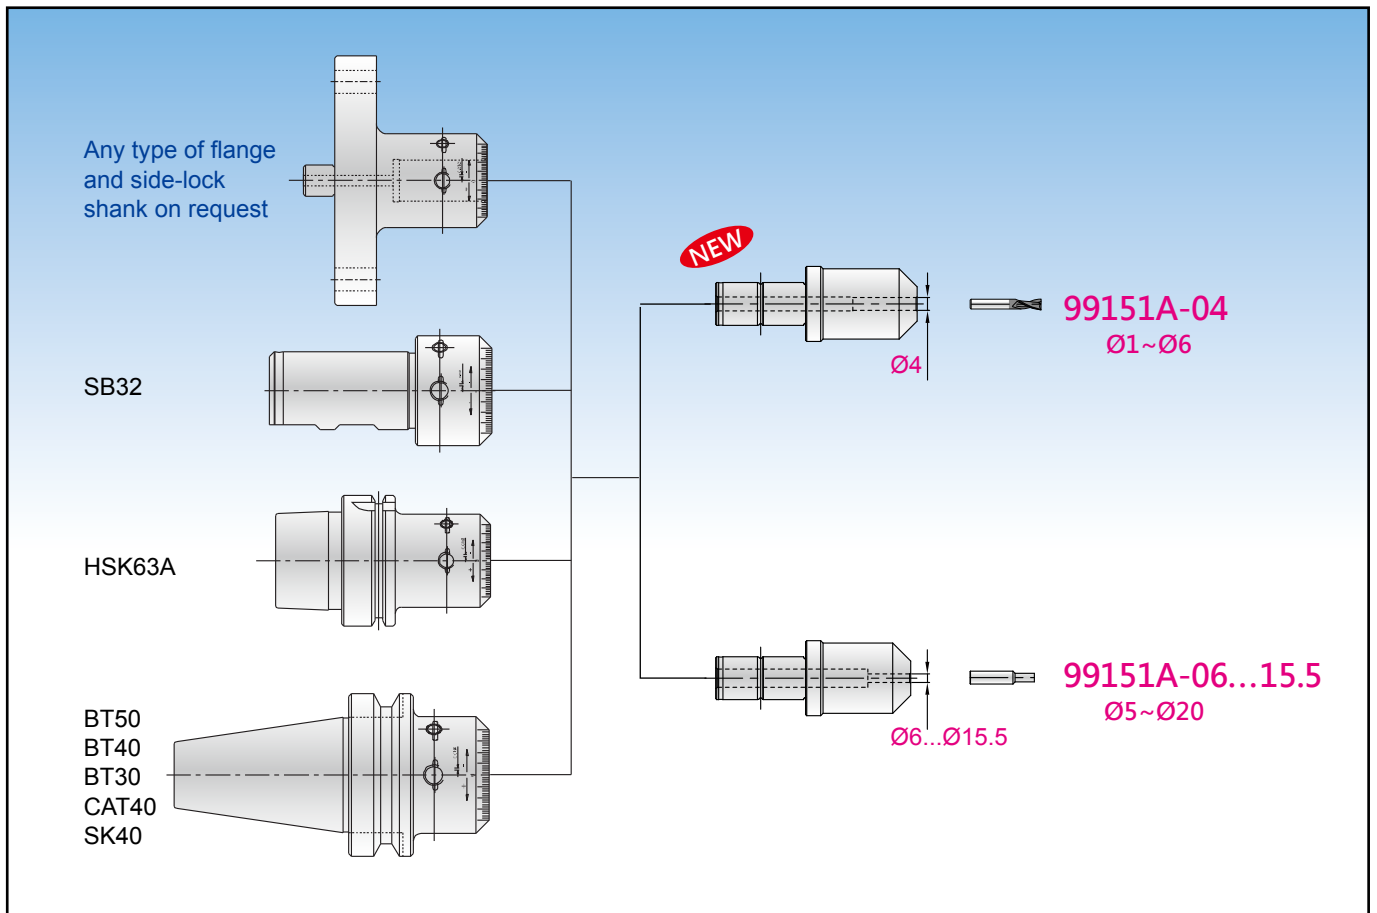 Any type of flange
and side-lock
shank on request
SB32
HSK63A
BT50
BT40
BT30
CAT40
SK40
NEW
Ø4
99151A-04
Ø1~Ø6
Ø6...Ø15.5
99151A-06...15.5
Ø5~Ø20